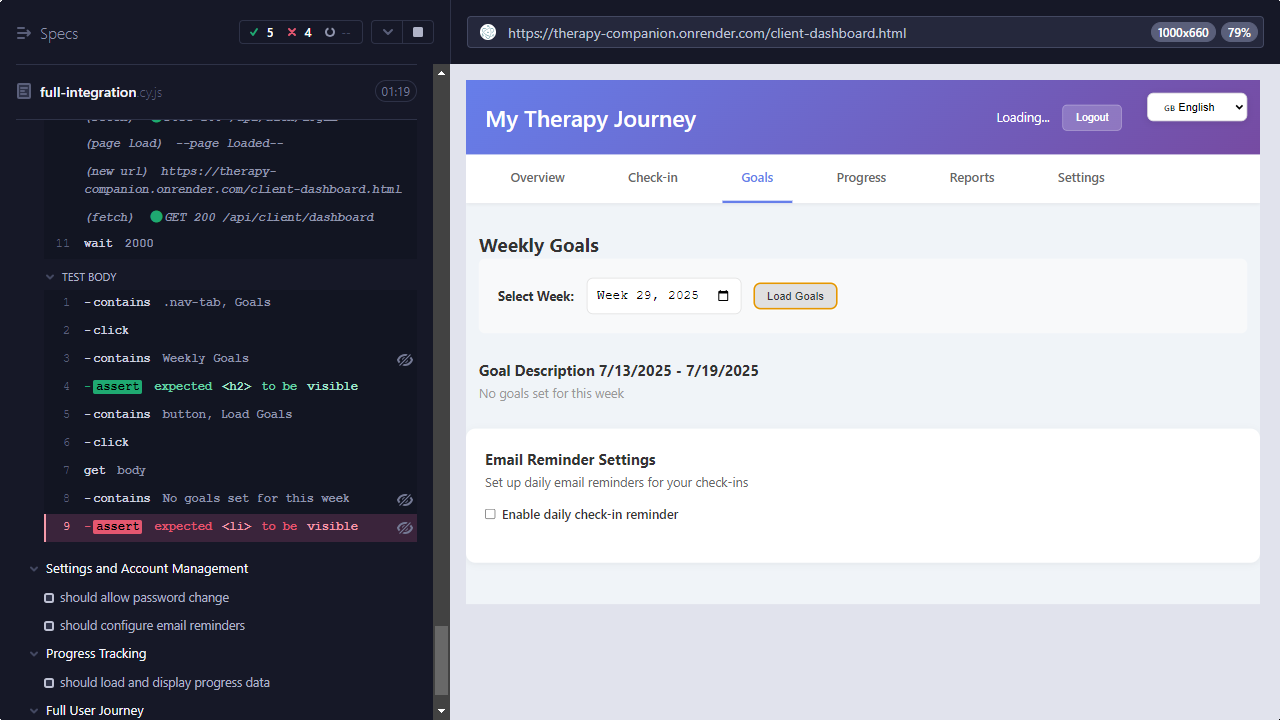 Specs
5
4
--
https://therapy-companion.onrender.com/client-dashboard.html
1000x660
79%
full-integration cy.js
01:19
(page load) --page loaded--
(new url) https://therapy-
companion.onrender.com/client-dashboard.html
(fetch) GET 200 /api/client/dashboard
11 wait 2000
TEST BODY
1 -contains .nav-tab, Goals
2 -click
3 -contains Weekly Goals
4 -assert expected <h2> to be visible
5 -contains button, Load Goals
6 -click
7 get body
8 -contains No goals set for this week
9 -assert expected <li> to be visible
Settings and Account Management
should allow password change
should configure email reminders
Progress Tracking
should load and display progress data
Full User Journey
My Therapy Journey
Loading...
Logout
GB English
Overview
Check-in
Goals
Progress
Reports
Settings
Weekly Goals
Select Week:
Week 29, 2025
Load Goals
Goal Description 7/13/2025 - 7/19/2025
No goals set for this week
Email Reminder Settings
Set up daily email reminders for your check-ins
Enable daily check-in reminder